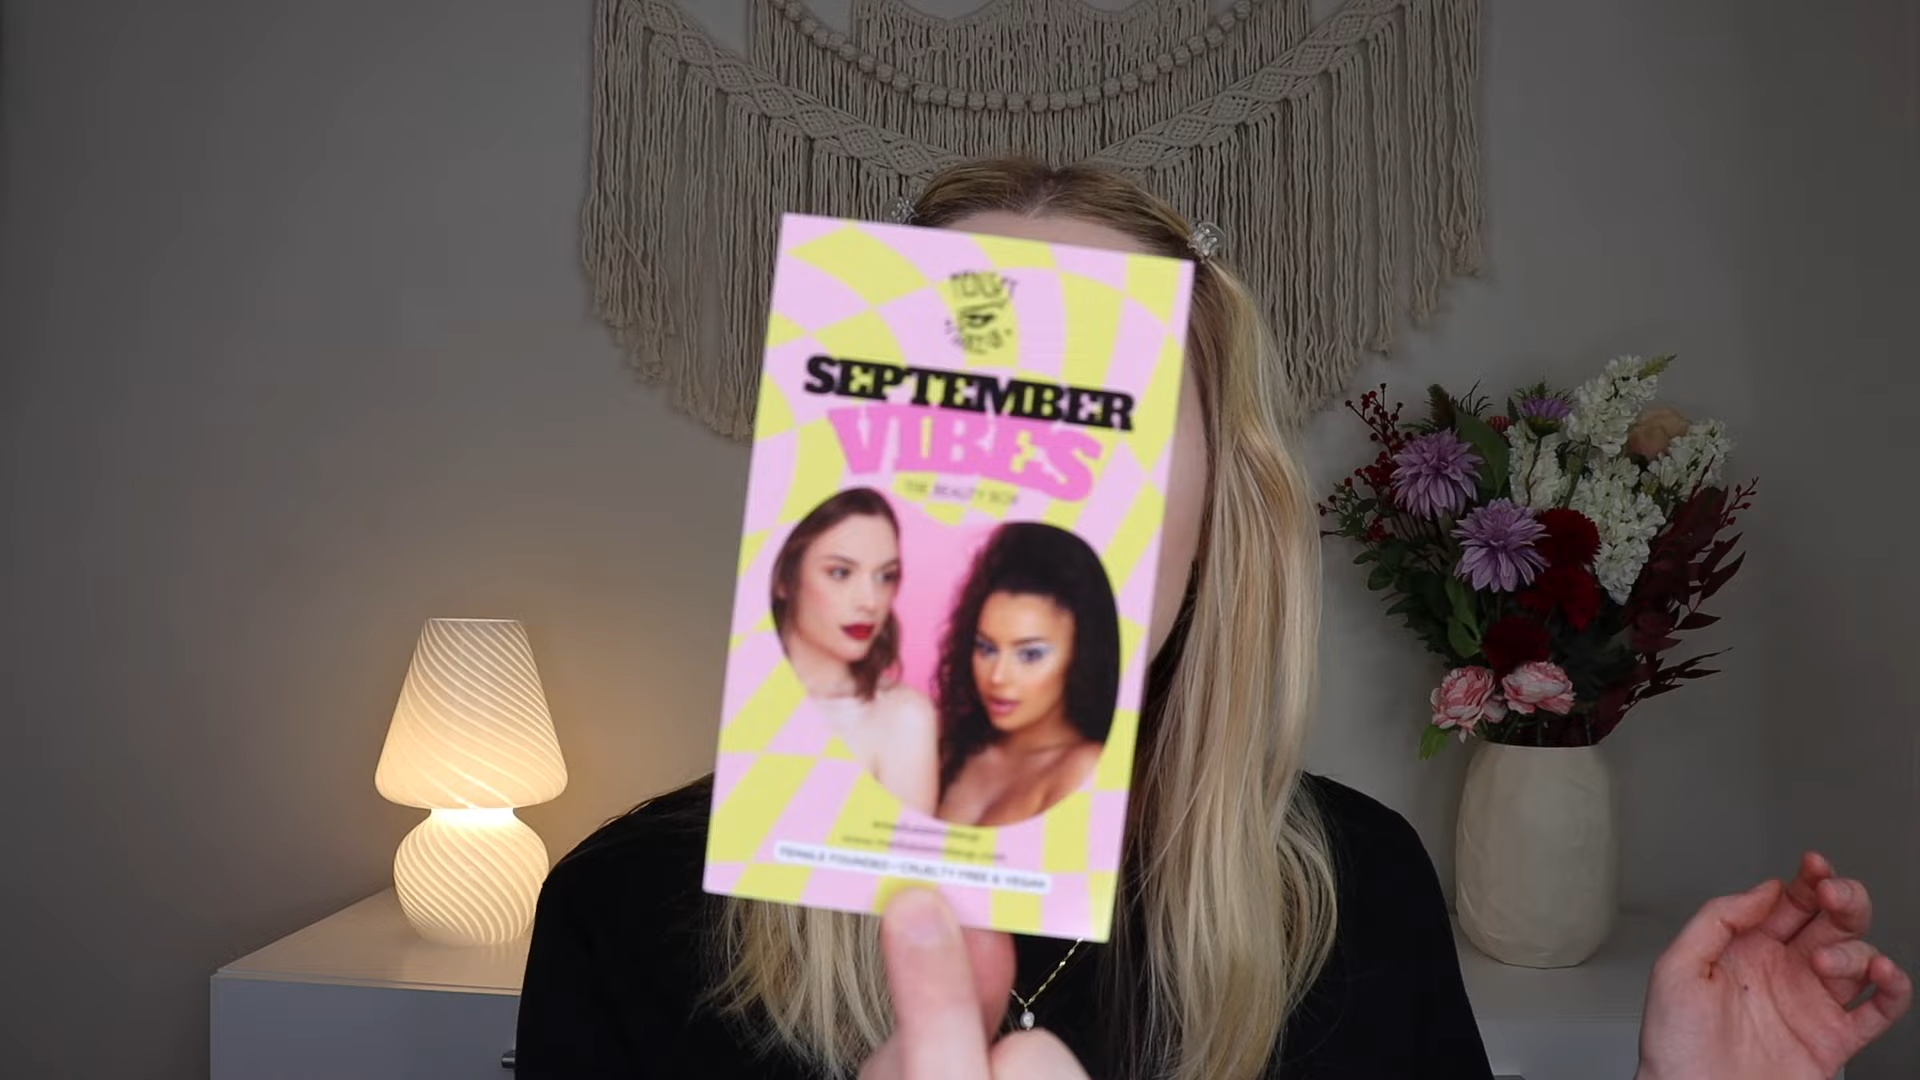 SEPTEMBER
VIBES
THE BEAUTY BOX
FEMALE FOUNDED - CRUELTY FREE & VEGAN